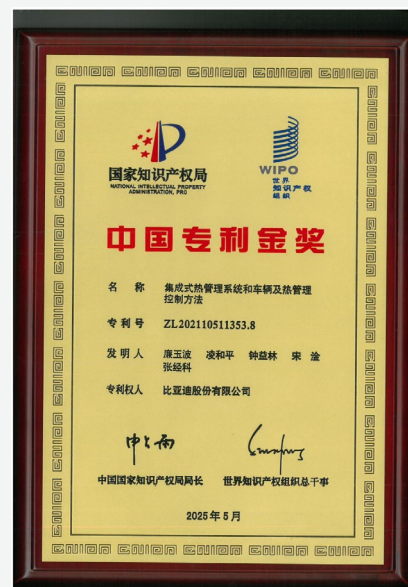 国家知识产权局
NATIONAL INTELLECTUAL PROPERTY
ADMINISTRATION, PRC
WIPO
世界
知识产权
组织
中国专利金奖
名称 集成式热管理系统和车辆及热管理
控制方法
专利号 ZL202110511353.8
发明人 廉玉波 凌和平 钟益林 宋淦
张经科
专利权人 比亚迪股份有限公司
中国国家知识产权局局长 世界知识产权组织总干事
2025年5月